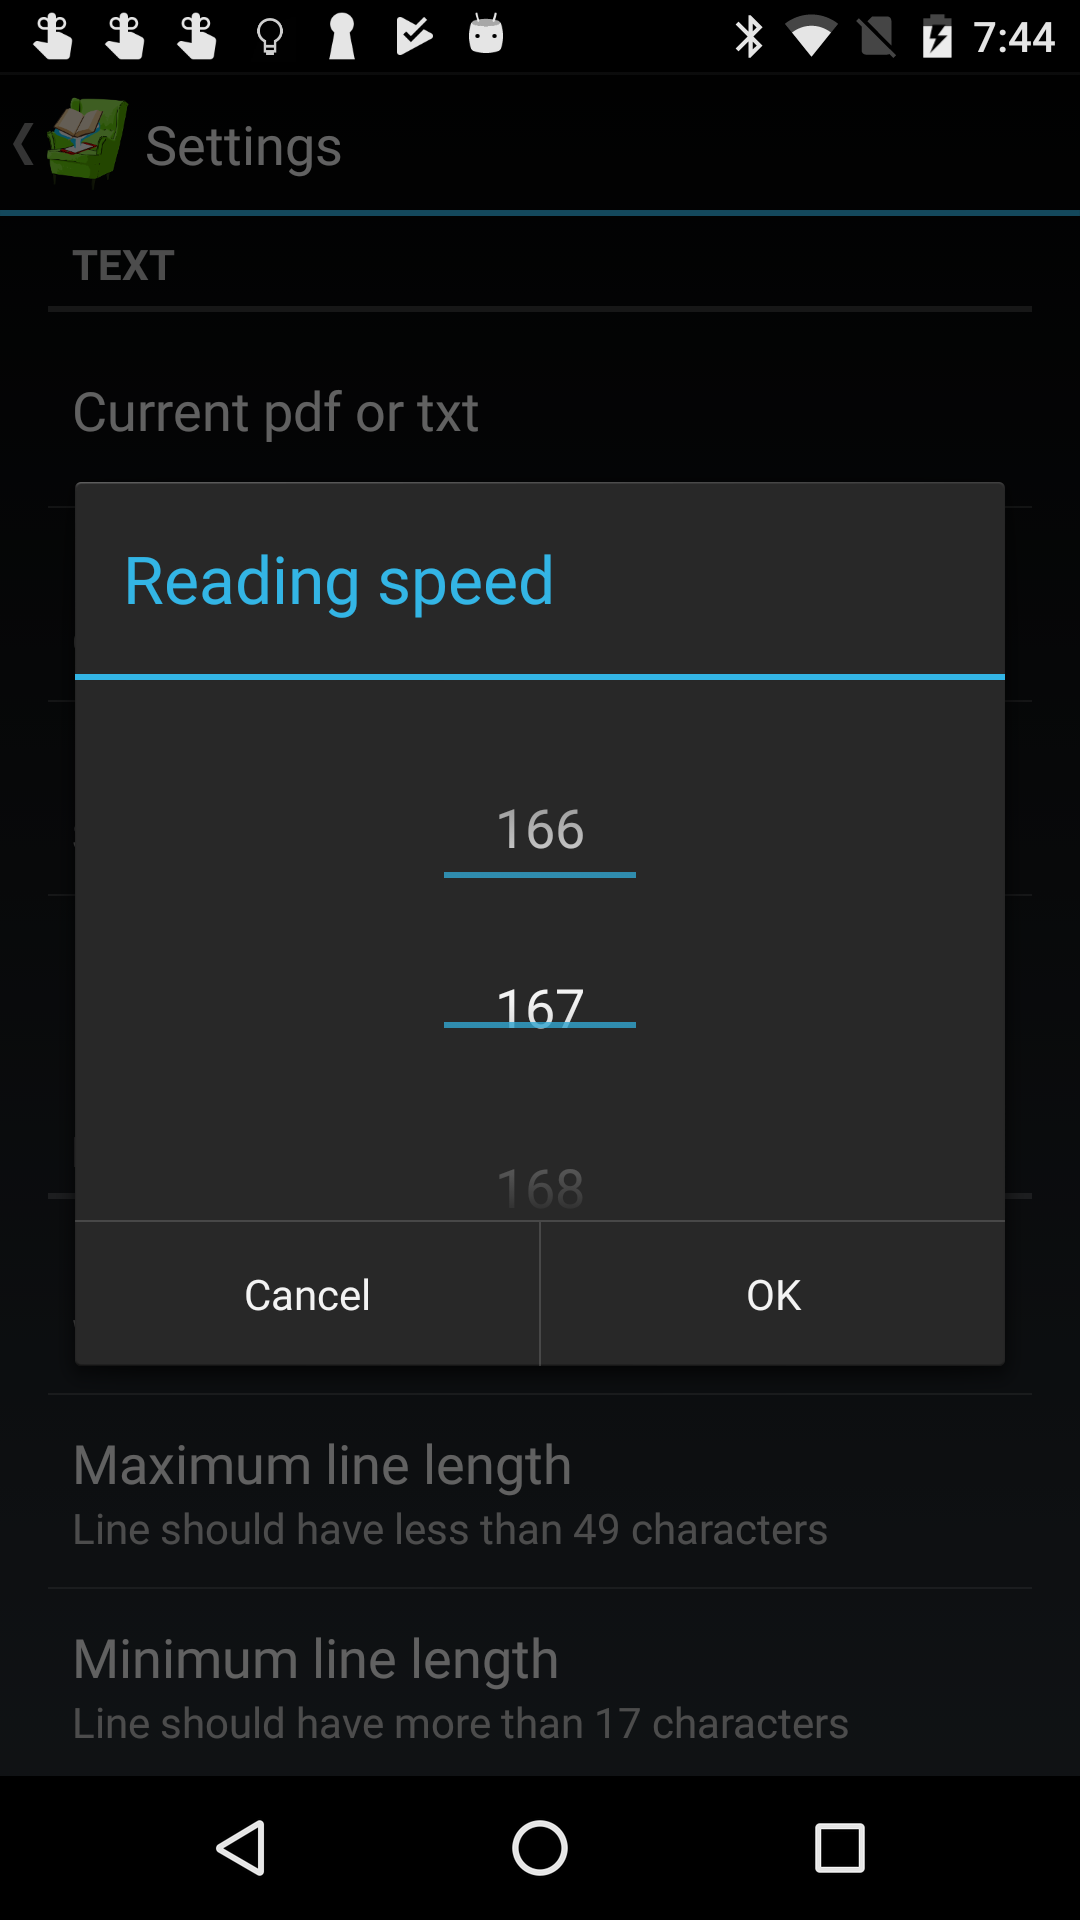 7:44
Settings
TEXT
Current pdf or txt
Reading speed
166
167
168
Cancel
OK
Maximum line length
Line should have less than 49 characters
Minimum line length
Line should have more than 17 characters